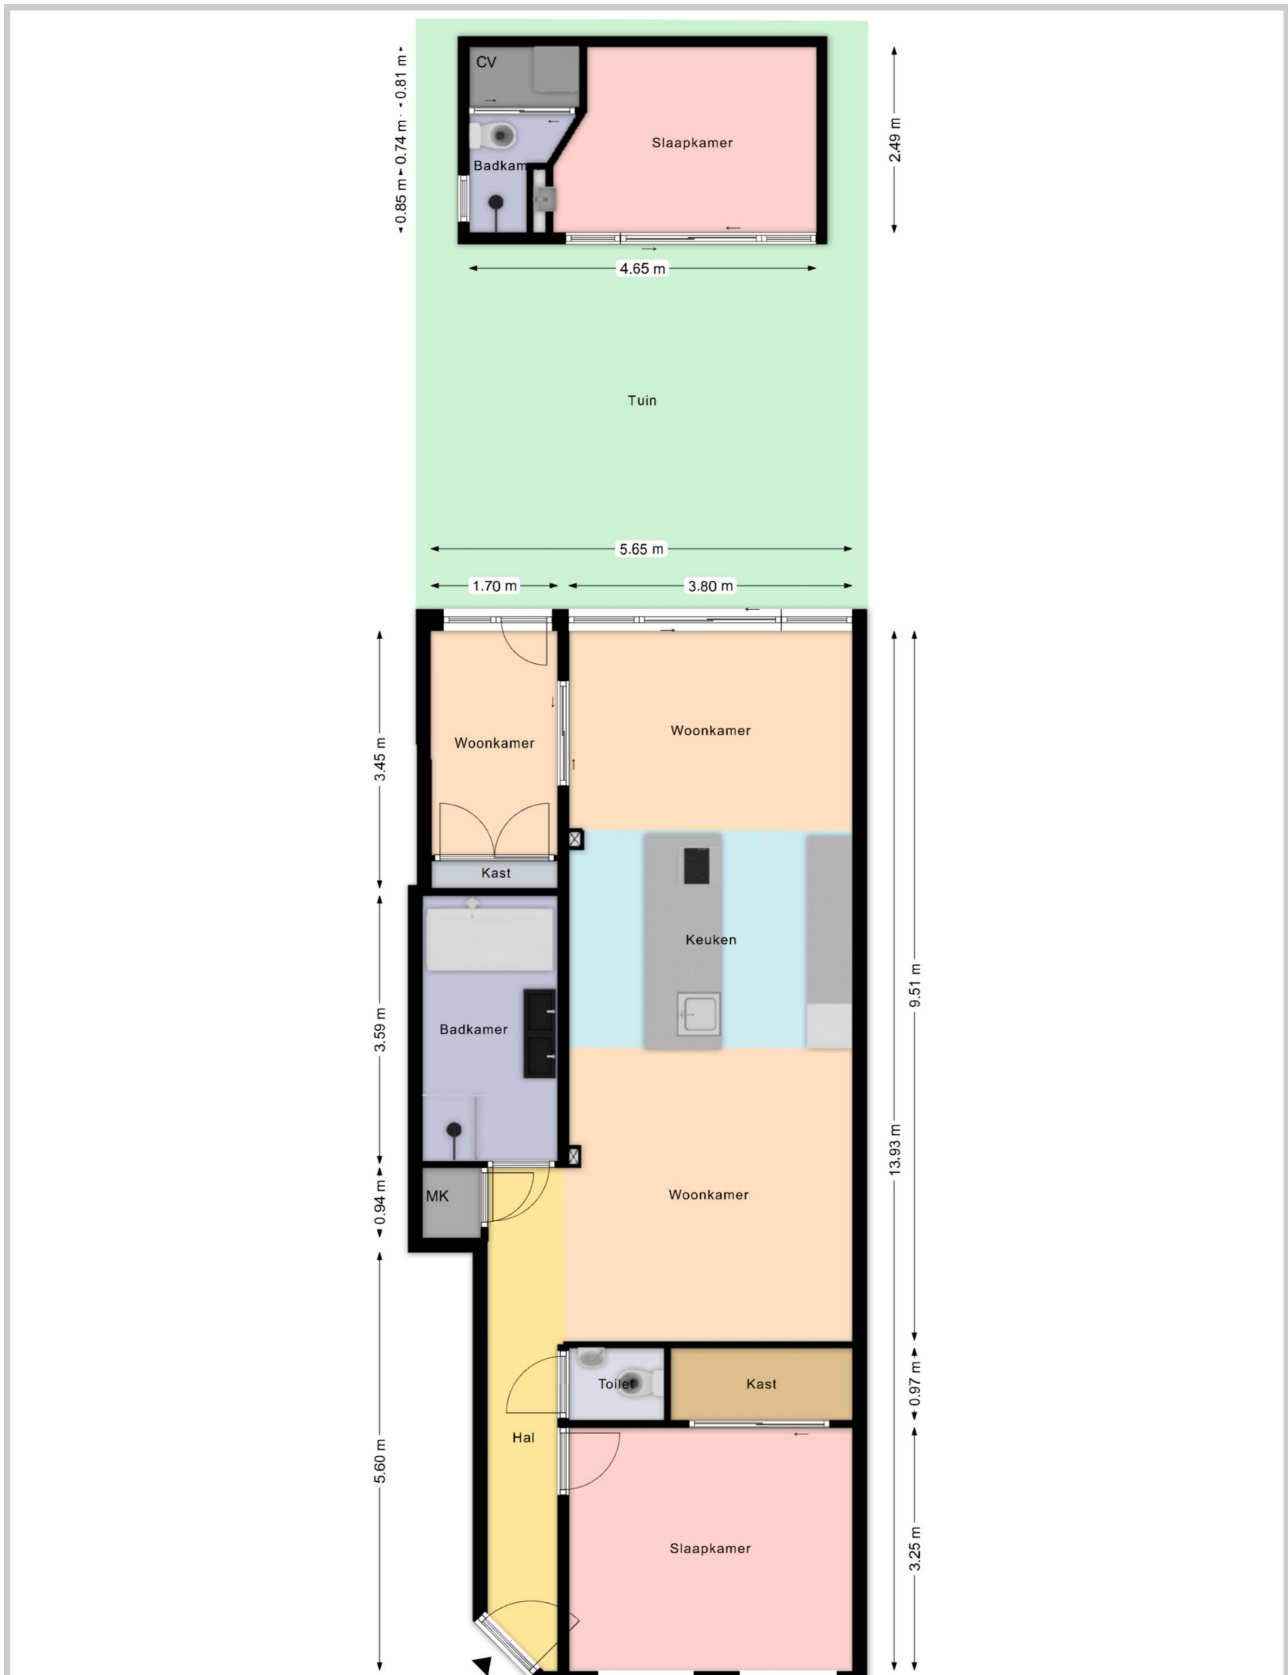 CV
0.81 m
Slaapkamer
0.74 m
2.49 m
Badkam
0.85 m
4.65 m
Tuin
5.65 m
1.70 m
3.80 m
Woonkamer
Woonkamer
3.45 m
Kast
Keuken
9.51 m
Badkamer
3.59 m
13.93 m
MK
Woonkamer
0.94 m
Toilet
Kast
0.97 m
Hal
5.60 m
Slaapkamer
3.25 m